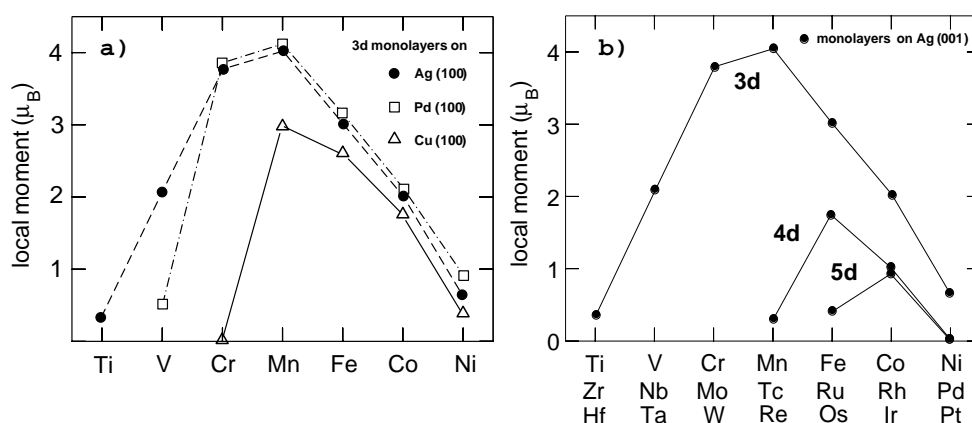 a)
3d monolayers on
Ag (100)
Pd (100)
Cu (100)
local moment (μB)
4
3
2
1
Ti V Cr Mn Fe Co Ni
b)
monolayers on Ag (001)
3d
4d
5d
local moment (μB)
4
3
2
1
0
Ti V Cr Mn Fe Co Ni
Zr Nb Mo Tc Ru Rh Pd
Hf Ta W Re Os Ir Pt